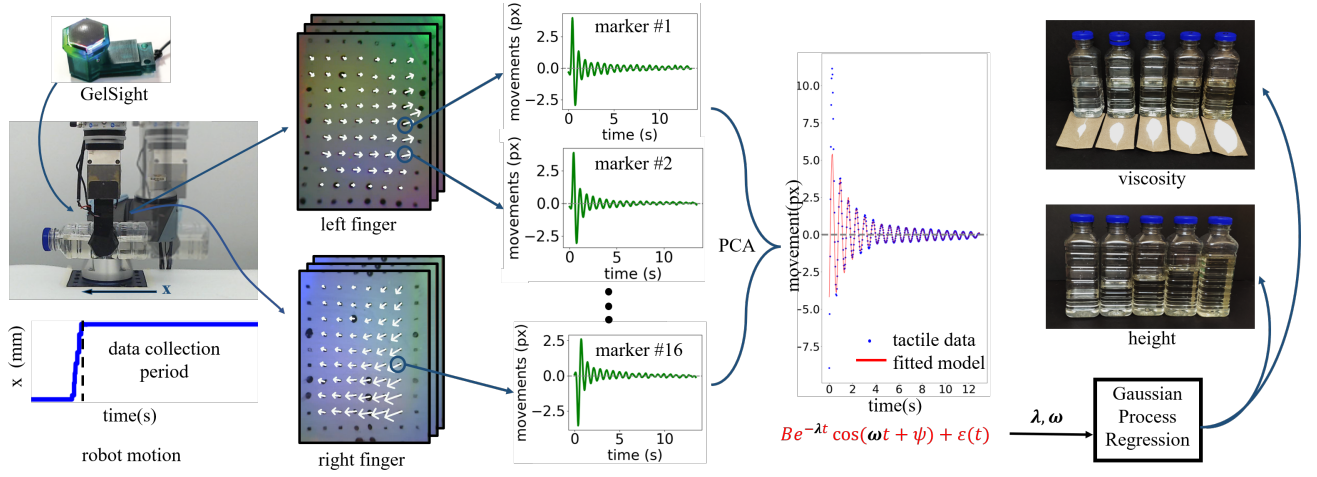 GelSight
x
x (mm)
data collection
period
time(s)
robot motion
left finger
right finger
movements (px)
2.5
0.0
−2.5
marker #1
0
5
10
time (s)
movements (px)
2.5
0.0
−2.5
marker #2
0
5
10
time (s)
movements (px)
2.5
0.0
−2.5
marker #16
0
5
10
time (s)
PCA
movement(px)
10.0
7.5
5.0
2.5
0.0
−2.5
−5.0
−7.5
tactile data
fitted model
0 2 4 6 8 10 12
time(s)
Be^{−λt} cos(ωt + ψ) + ε(t)
λ, ω
Gaussian
Process
Regression
viscosity
height